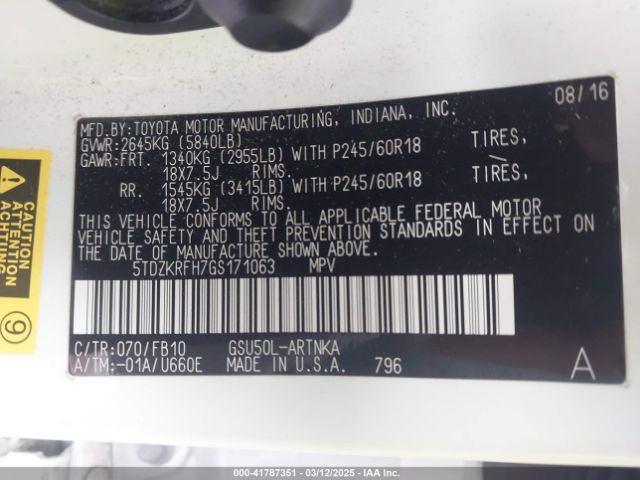 08/16
MFD.BY:TOYOTA MOTOR MANUFACTURING, INDIANA, INC.
GVWR:2645KG (5840LB)
GAWR:FRT. 1340KG (2955LB) WITH P245/60R18 TIRES,
18X7.5J RIMS.
RR. 1545KG (3415LB) WITH P245/60R18 TIRES,
18X7.5J RIMS.
THIS VEHICLE CONFORMS TO ALL APPLICABLE FEDERAL MOTOR
VEHICLE SAFETY AND THEFT PREVENTION STANDARDS IN EFFECT ON
THE DATE OF MANUFACTURE SHOWN ABOVE.
5TDZKRFH7GS171063 MPV
C/TR:070/FB10 GSU50L-ARTNKA
A/TM:-01A/U660E MADE IN U.S.A. 796 A
CAUTION
ATTENTION
ACHTUNG
9
000-41787351 | 03/12/2025 | IAA Inc.